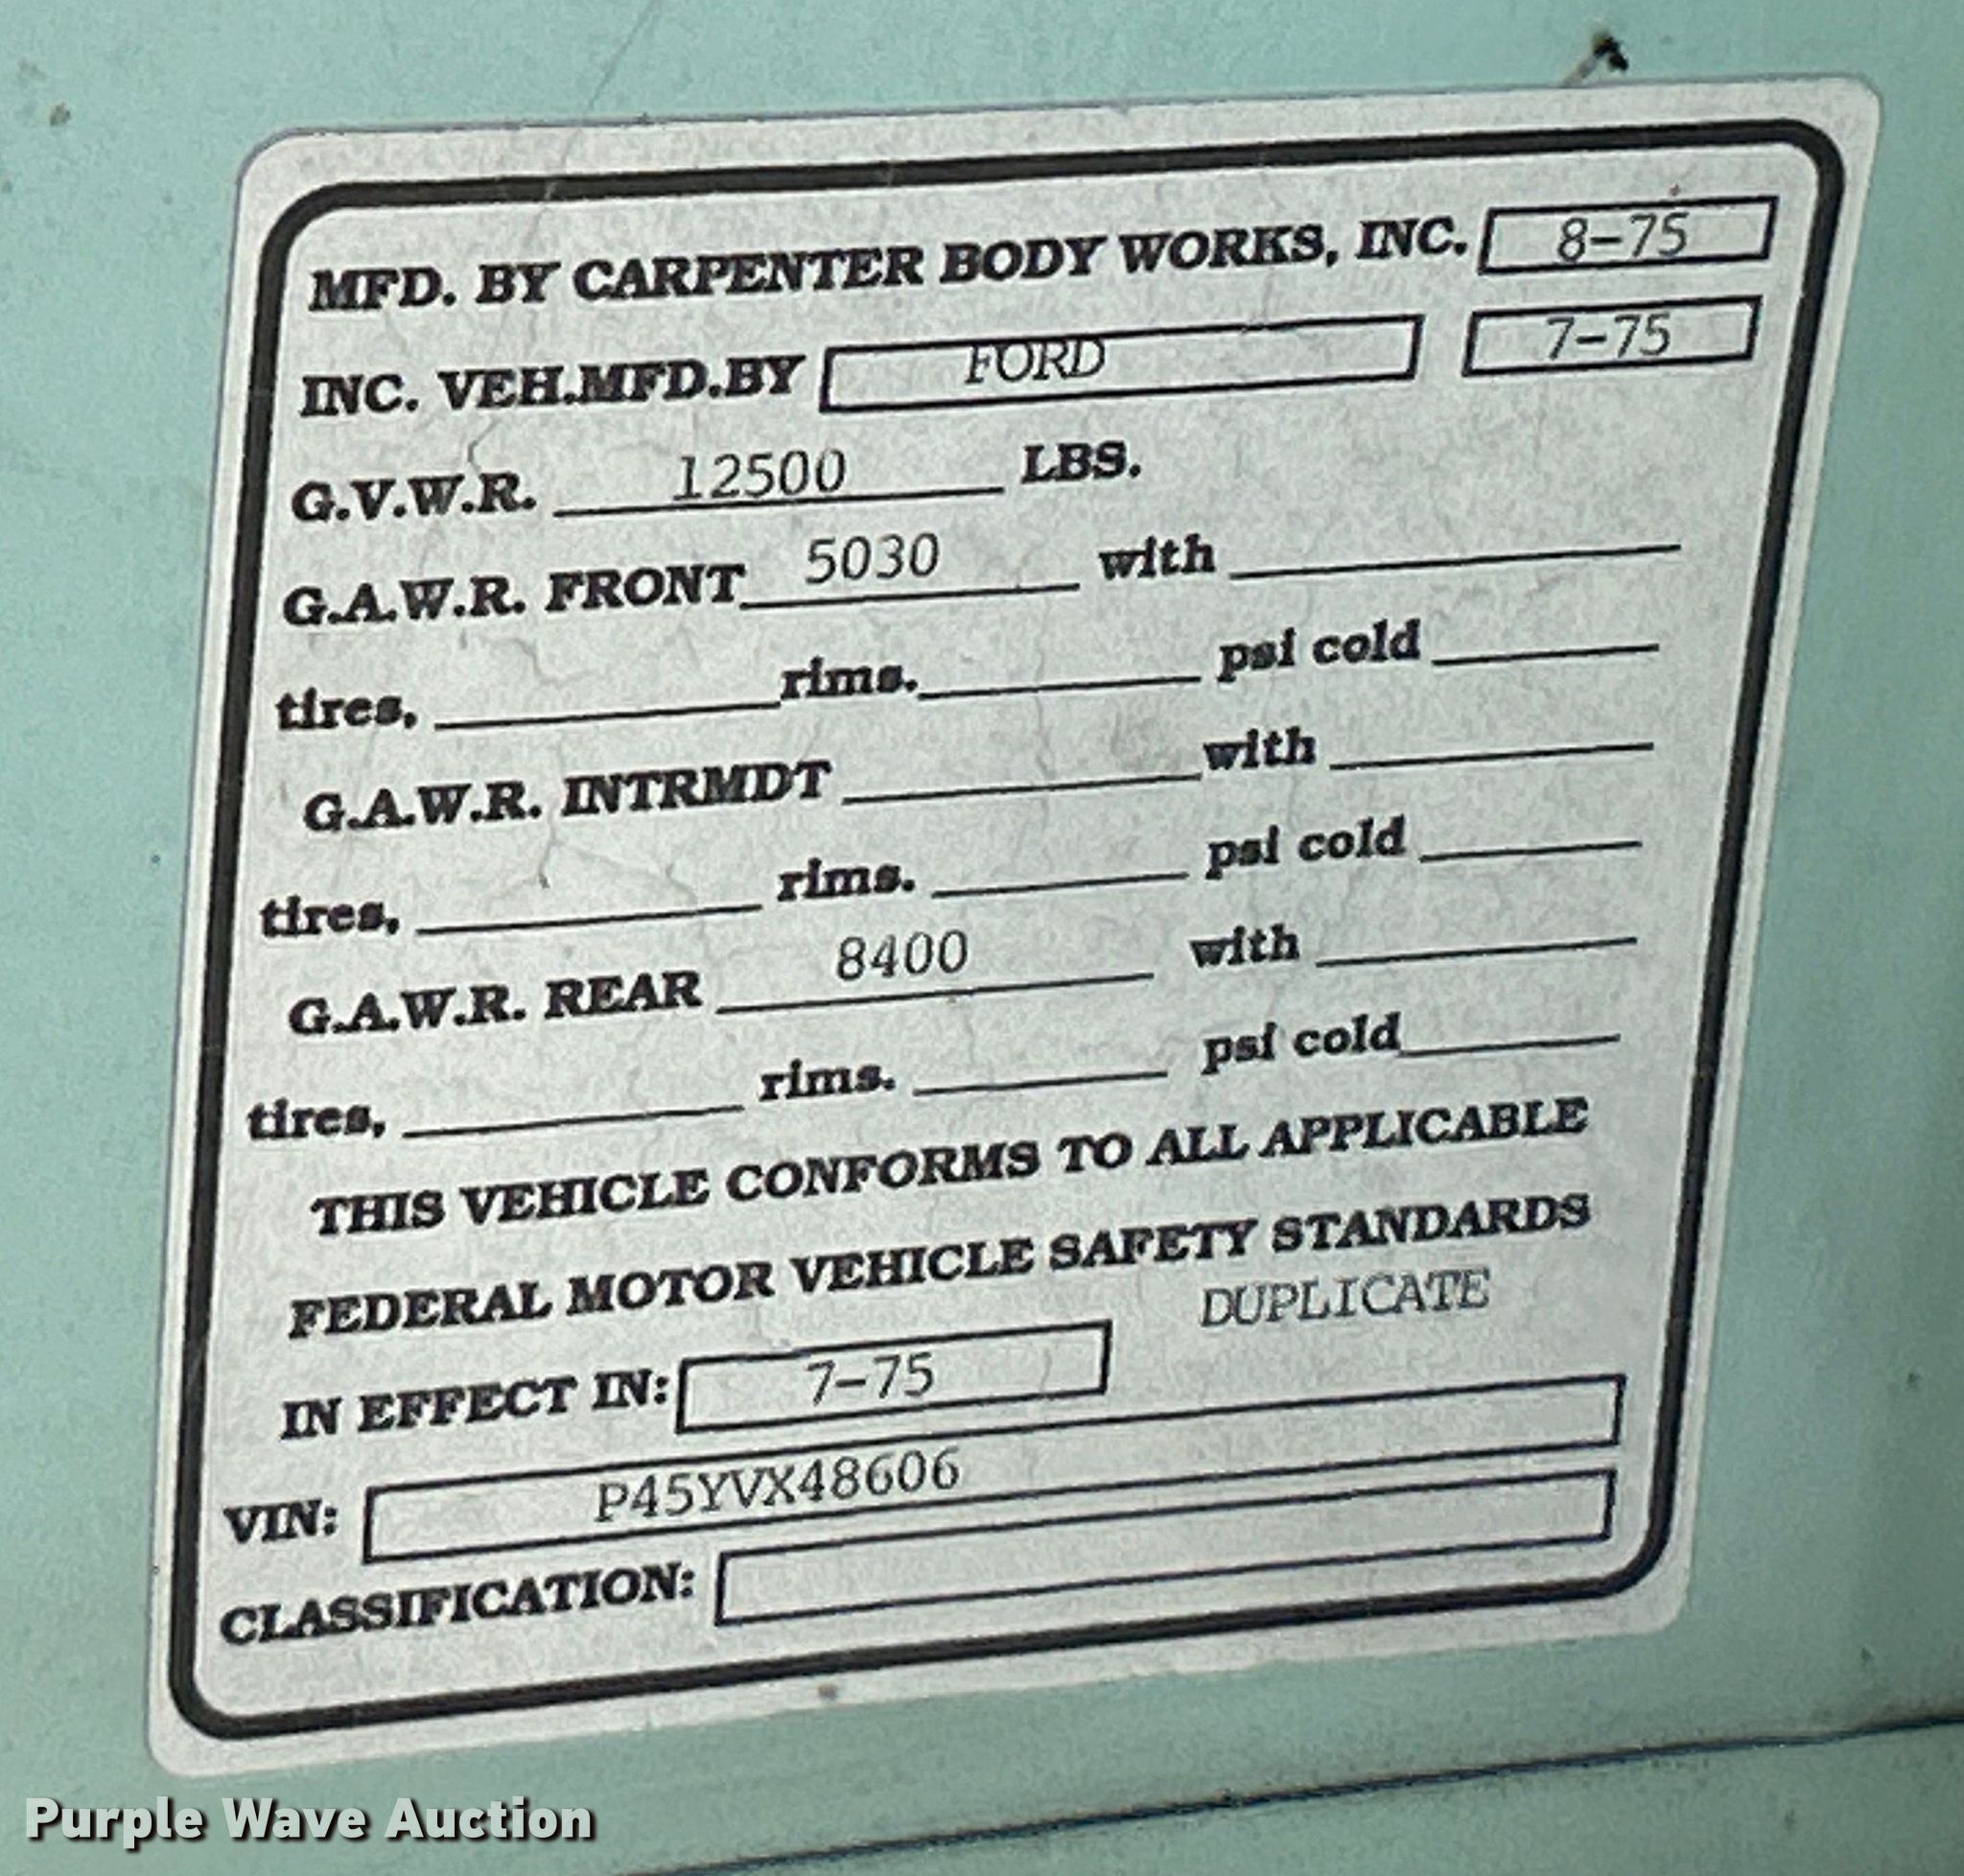 MFD. BY CARPENTER BODY WORKS, INC. 8-75
INC. VEH.MFD.BY FORD 7-75
G.V.W.R. 12500 LBS.
G.A.W.R. FRONT 5030 with
tires, rims. psi cold
G.A.W.R. INTRMDT with
tires, rims. psi cold
G.A.W.R. REAR 8400 with
tires, rims. psi cold
THIS VEHICLE CONFORMS TO ALL APPLICABLE
FEDERAL MOTOR VEHICLE SAFETY STANDARDS
DUPLICATE
IN EFFECT IN: 7-75
VIN: P45YVX48606
CLASSIFICATION:
Purple Wave Auction